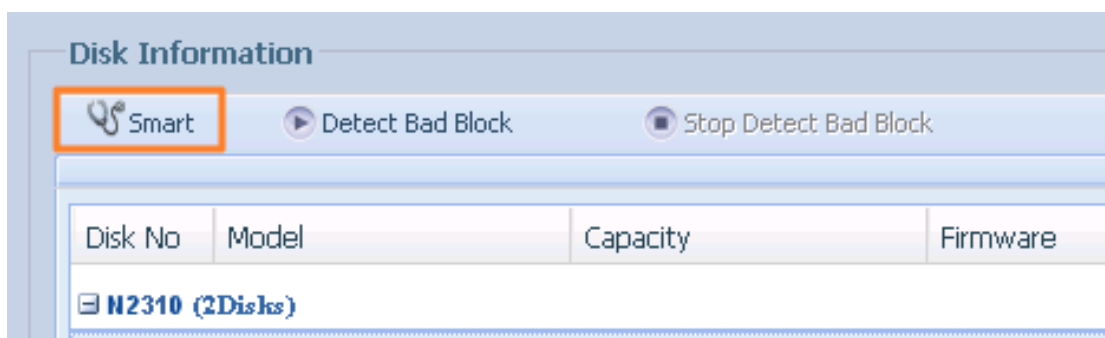 Disk Information
Smart Detect Bad Block Stop Detect Bad Block
Disk No Model Capacity Firmware
N2310 (2Disks)